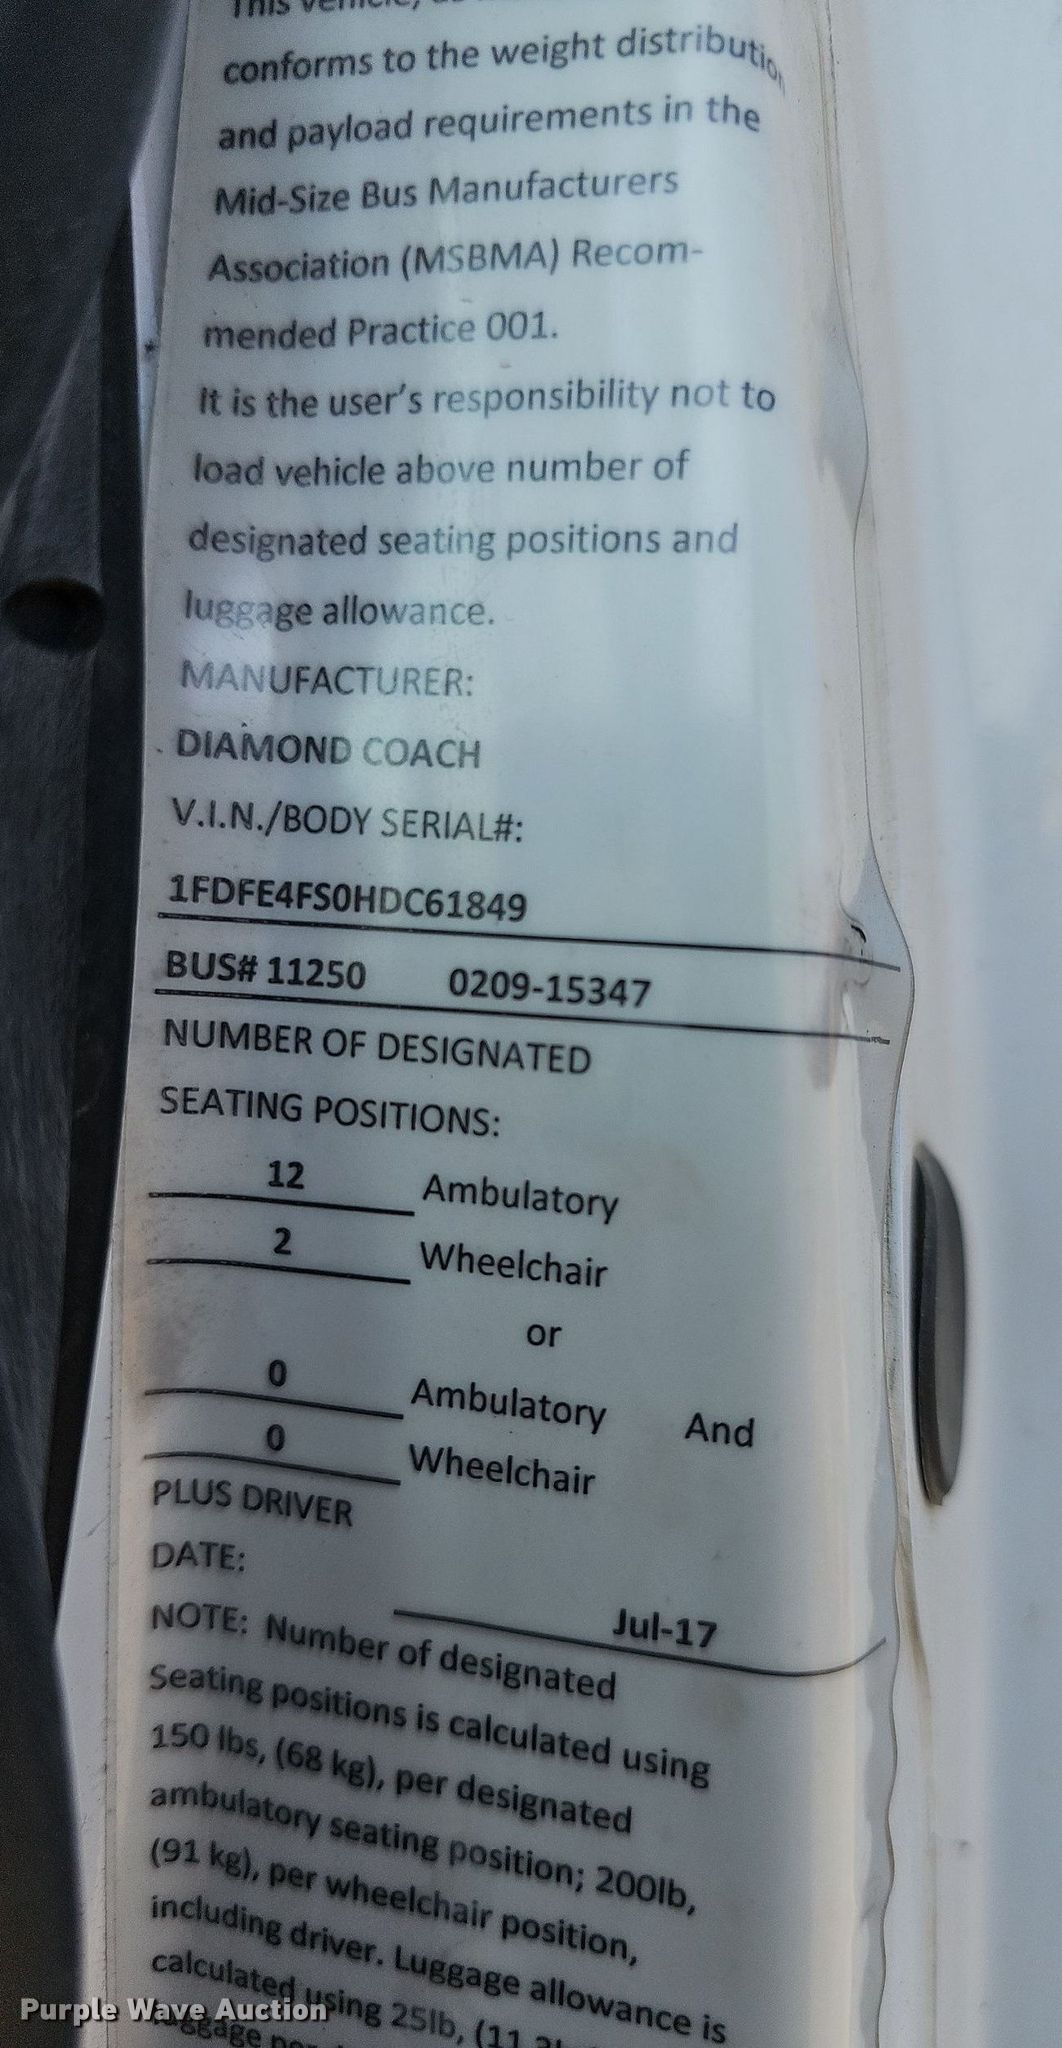 This vehicle,
conforms to the weight distribution
and payload requirements in the
Mid-Size Bus Manufacturers
Association (MSBMA) Recom-
mended Practice 001.
It is the user's responsibility not to
load vehicle above number of
designated seating positions and
luggage allowance.
MANUFACTURER:
DIAMOND COACH
V.I.N./BODY SERIAL#:
1FDFE4FS0HDC61849
BUS# 11250 0209-15347
NUMBER OF DESIGNATED
SEATING POSITIONS:
12 Ambulatory
2 Wheelchair
or
0 Ambulatory And
0 Wheelchair
PLUS DRIVER
DATE:
Jul-17
NOTE: Number of designated
Seating positions is calculated using
150 lbs, (68 kg), per designated
ambulatory seating position; 200lb,
(91 kg), per wheelchair position,
including driver. Luggage allowance is
calculated using 25lb, (11
luggage
Purple Wave Auction